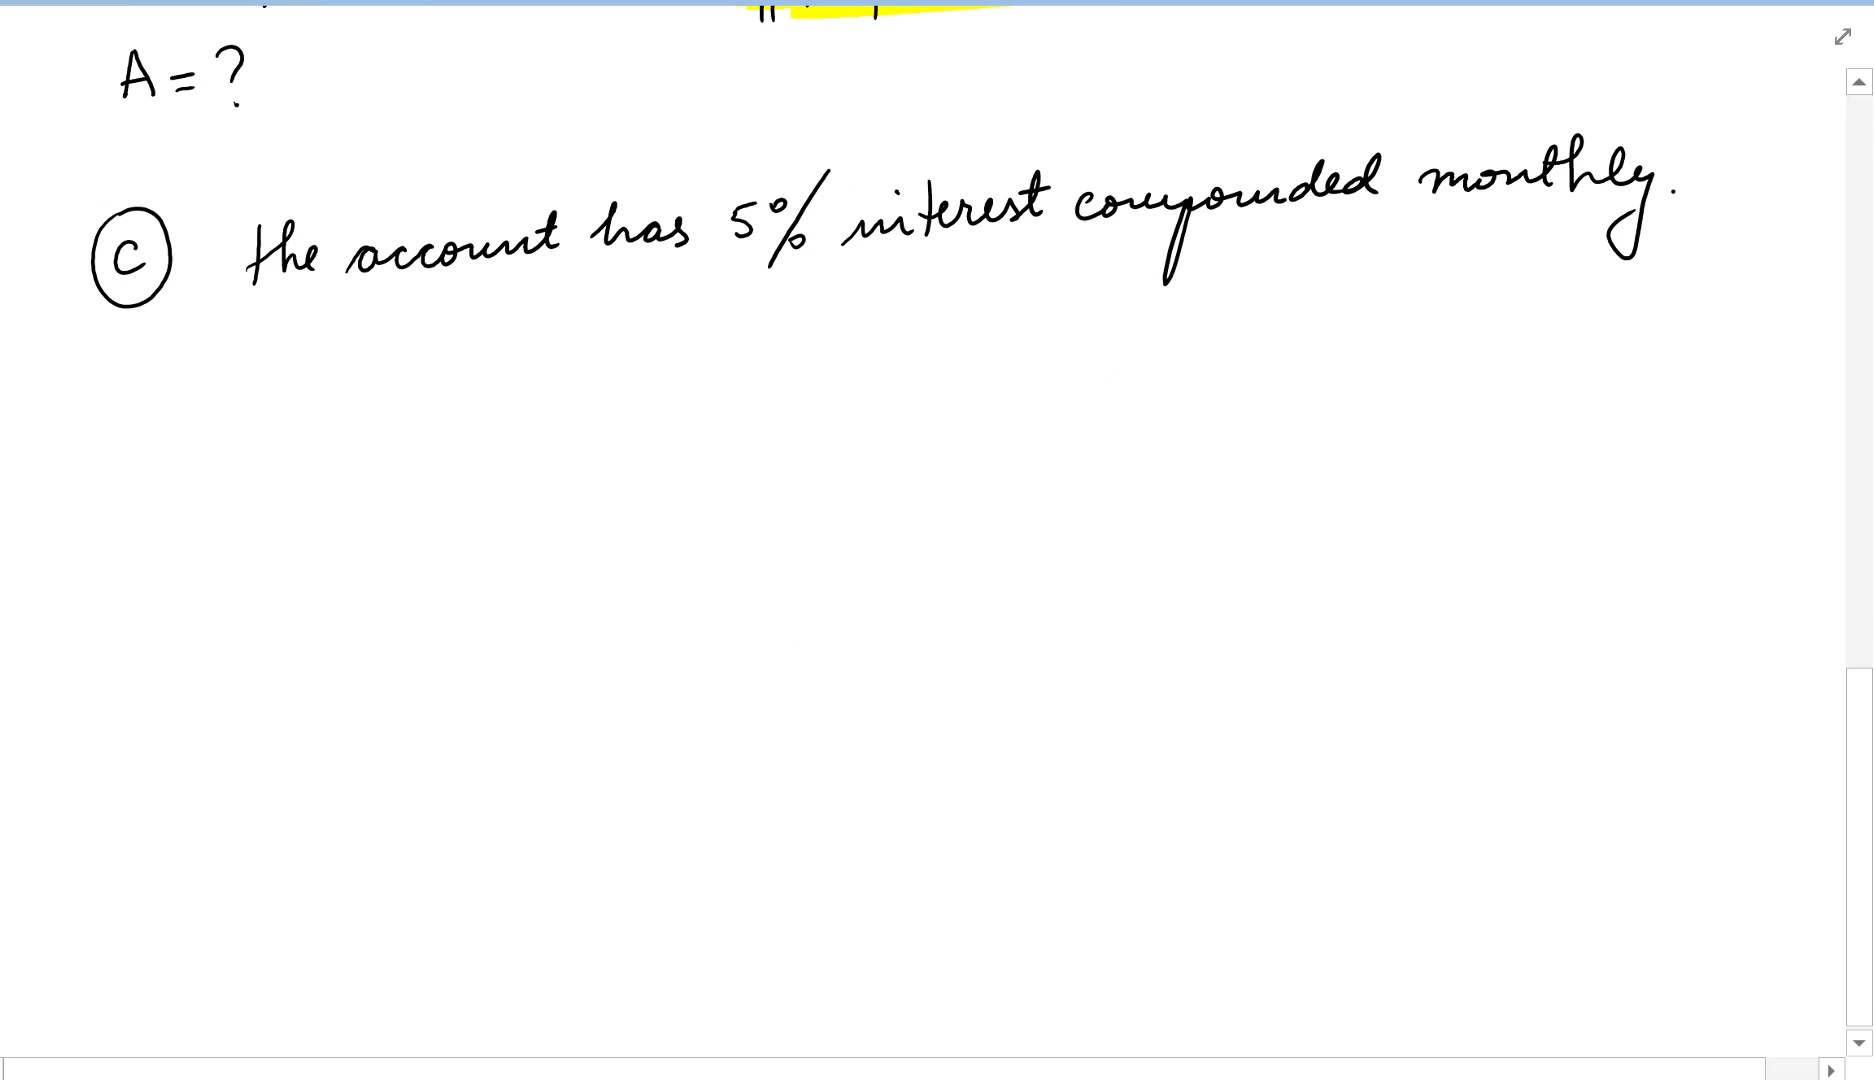 A = ?
(C) the account has 5% interest compounded monthly.